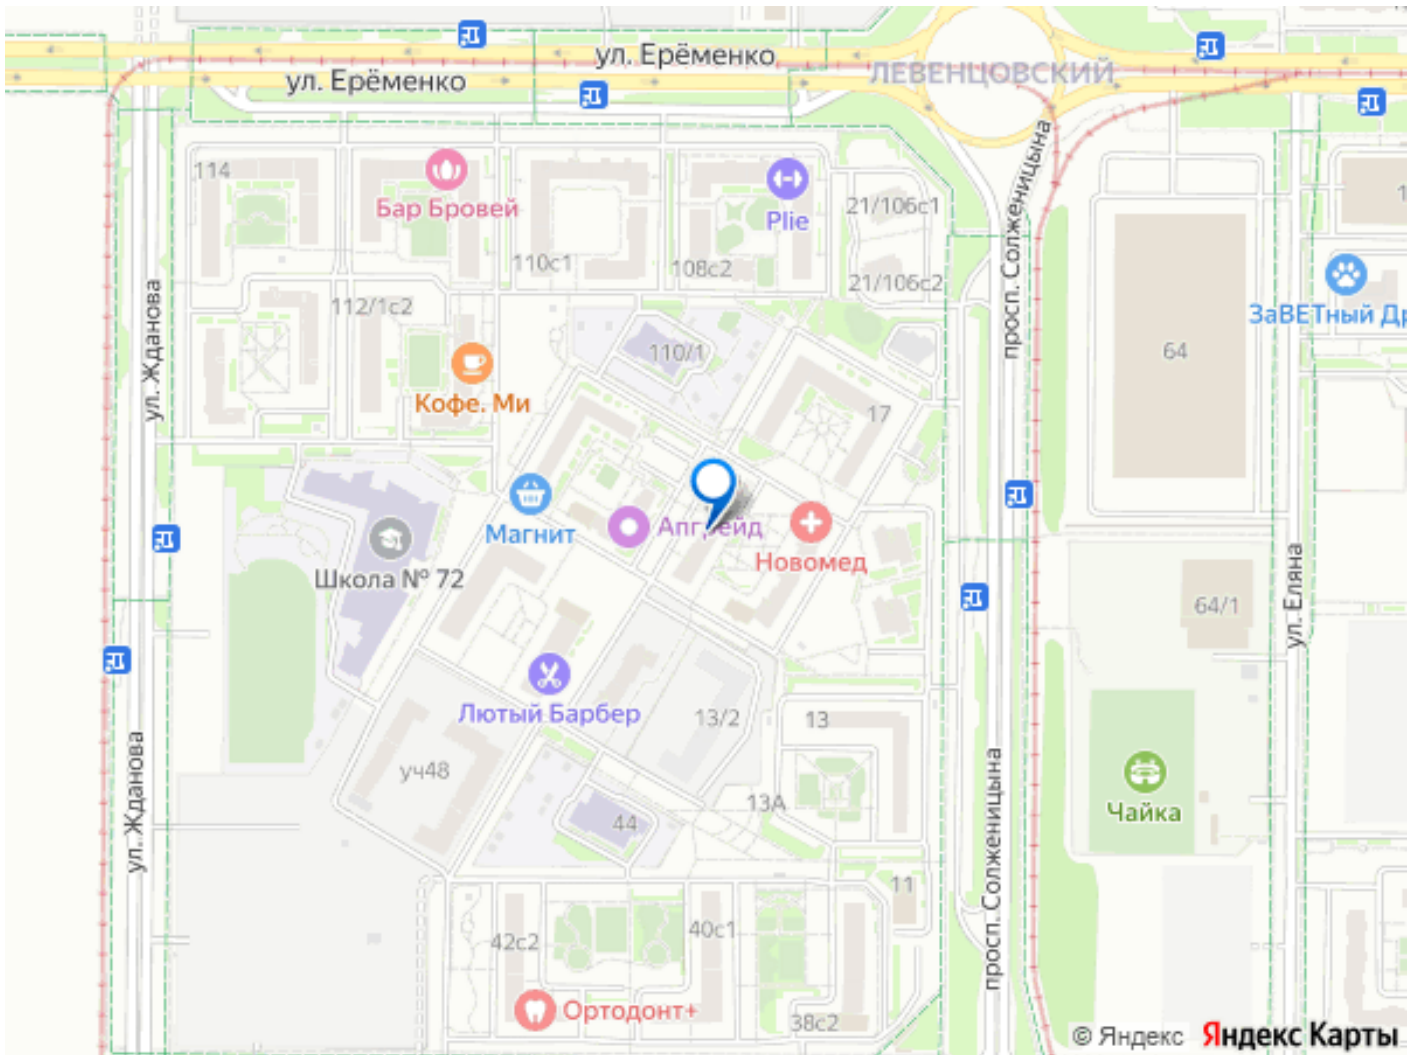 ул. Ерёменко
ул. Ерёменко
ЛЕВЕНЦОВСКИЙ
114
Бар Бровей
Plie
21/106с1
110с1
108с2
21/106с2
112/1с2
просп. Солженицына
ЗаВЕТный Др
ул. Жданова
110/1
64
Кофе. Ми
17
Магнит
Апгрейд
Новомед
Школа № 72
64/1
ул. Еляна
Лютый Барбер
13/2
13
уч48
13А
Чайка
ул. Жданова
44
просп. Солженицына
11
42с2
40с1
Ортодонт+
38с2
© Яндекс Яндекс Карты